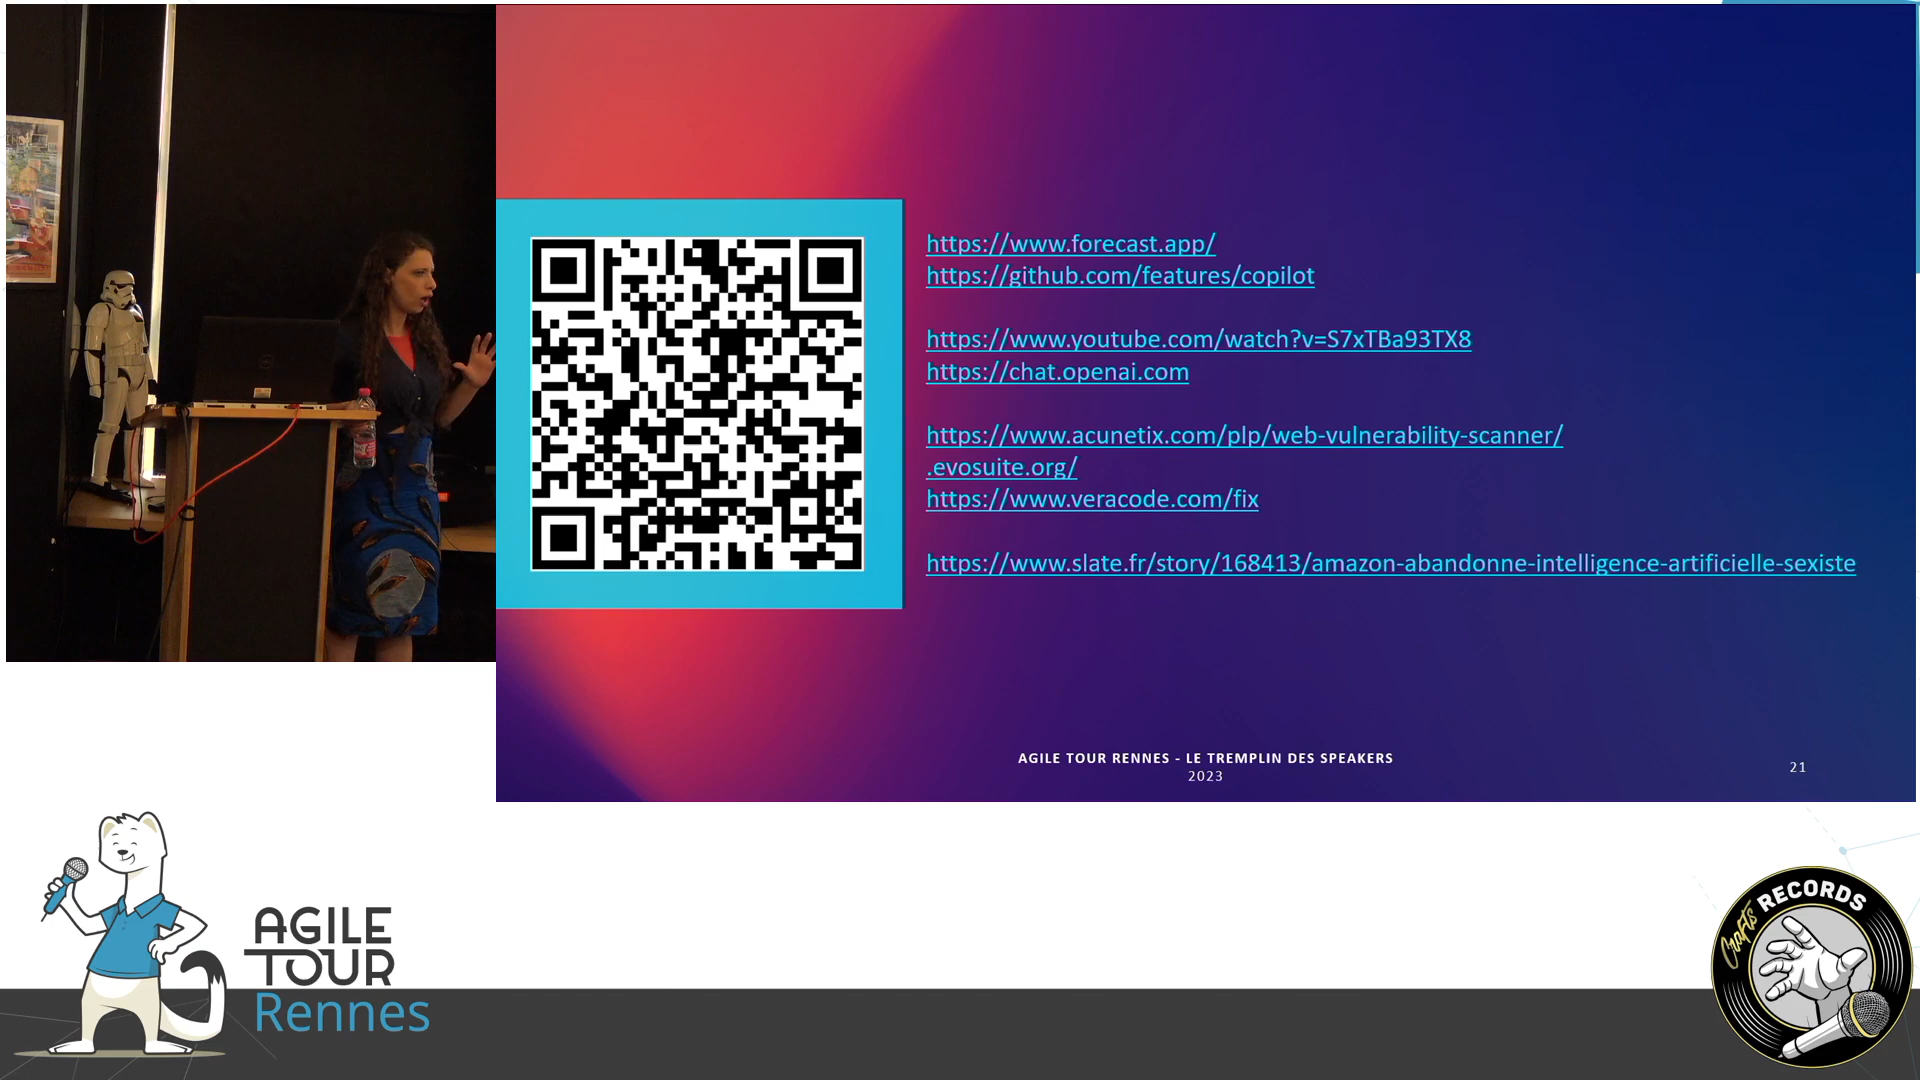 https://www.forecast.app/
https://github.com/features/copilot
https://www.youtube.com/watch?v=S7xTBa93TX8
https://chat.openai.com
https://www.acunetix.com/plp/web-vulnerability-scanner/
.evosuite.org/
https://www.veracode.com/fix
https://www.slate.fr/story/168413/amazon-abandonne-intelligence-artificielle-sexiste
AGILE TOUR RENNES - LE TREMPLIN DES SPEAKERS
2023
21
AGILE
TOUR
Rennes
Crafts
RECORDS